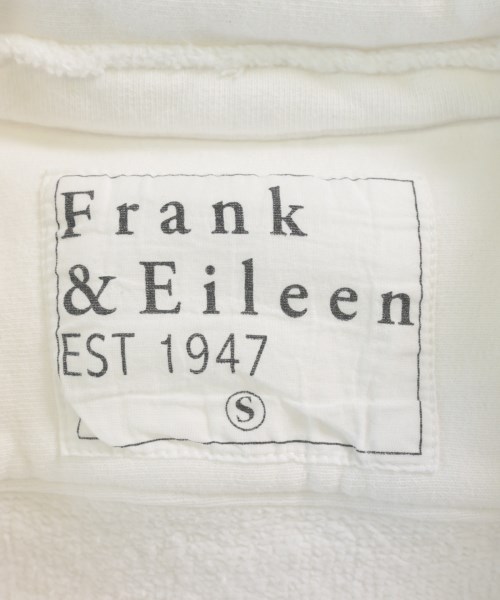 Frank
& Eileen
EST 1947
S